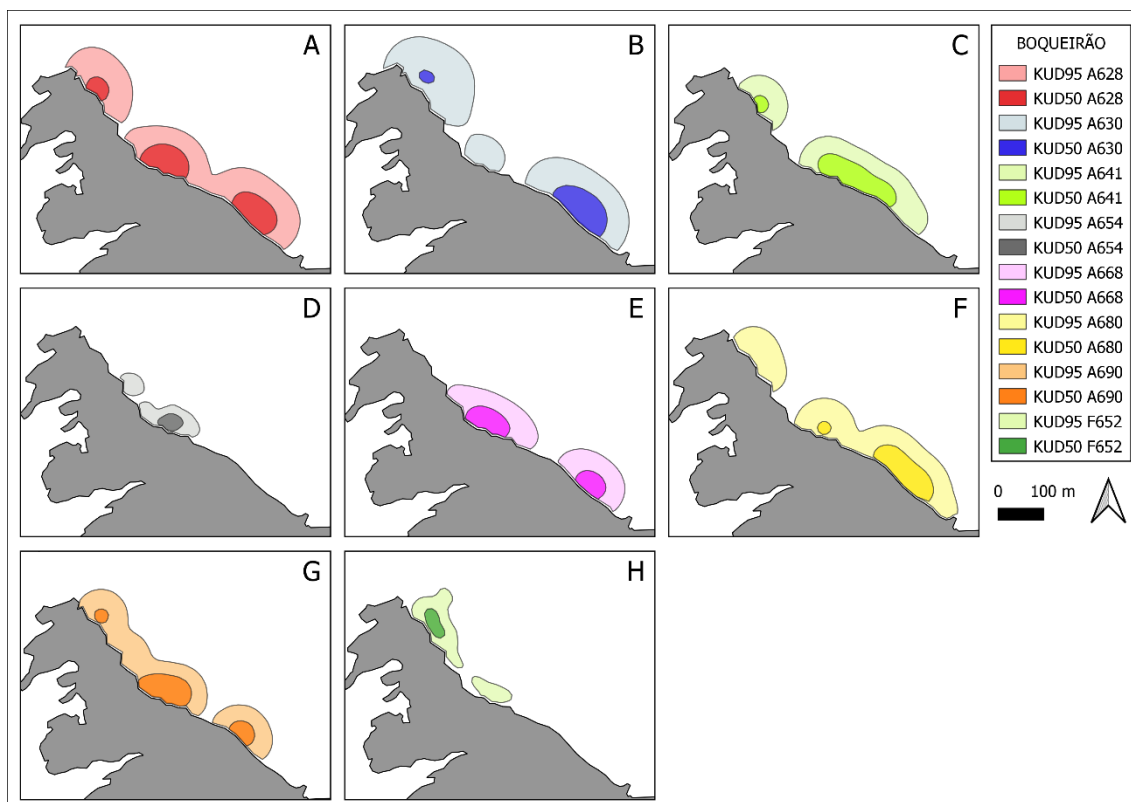 A
B
C
D
E
F
G
H
BOQUEIRÃO
KUD95 A628
KUD50 A628
KUD95 A630
KUD50 A630
KUD95 A641
KUD50 A641
KUD95 A654
KUD50 A654
KUD95 A668
KUD50 A668
KUD95 A680
KUD50 A680
KUD95 A690
KUD50 A690
KUD95 F652
KUD50 F652
0 100 m